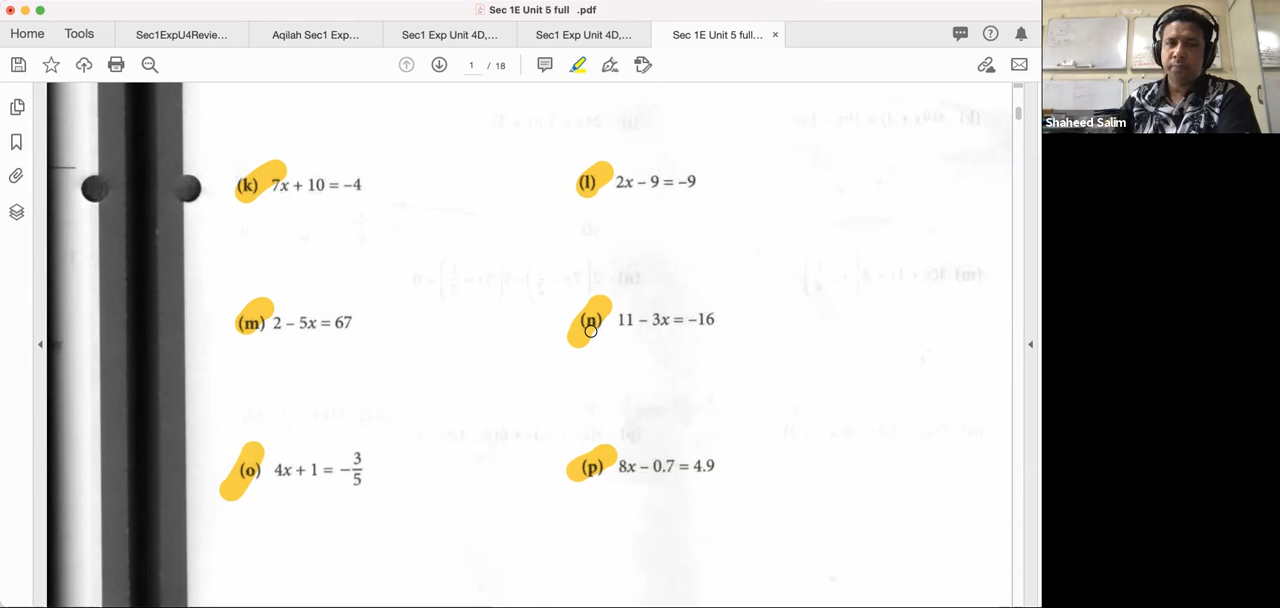 Sec 1E Unit 5 full .pdf
Home Tools Sec1ExpU4Revie... Aqilah Sec1 Exp... Sec1 Exp Unit 4D,... Sec1 Exp Unit 4D,... Sec 1E Unit 5 full... ×
1 / 18
Shaheed Salim
(k) 7x + 10 = −4
(l) 2x − 9 = −9
(m) 2 − 5x = 67
(n) 11 − 3x = −16
(o) 4x + 1 = −3/5
(p) 8x − 0.7 = 4.9